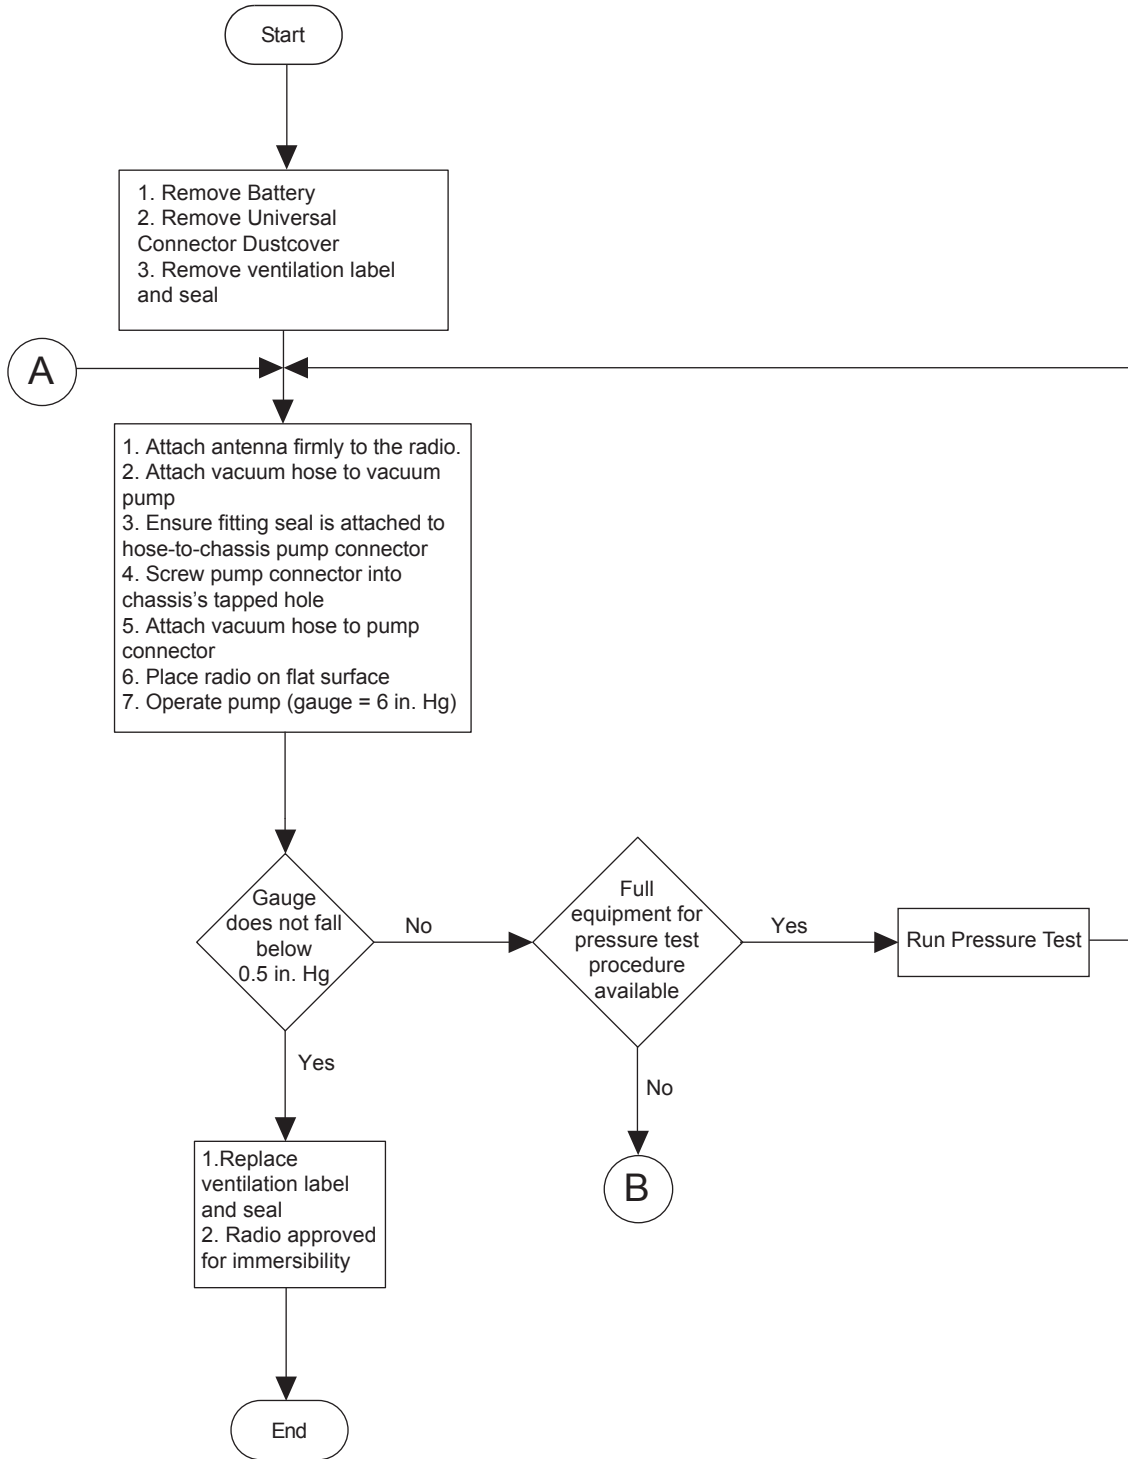 Start
1. Remove Battery
2. Remove Universal
Connector Dustcover
3. Remove ventilation label
and seal
A
1. Attach antenna firmly to the radio.
2. Attach vacuum hose to vacuum
pump
3. Ensure fitting seal is attached to
hose-to-chassis pump connector
4. Screw pump connector into
chassis’s tapped hole
5. Attach vacuum hose to pump
connector
6. Place radio on flat surface
7. Operate pump (gauge = 6 in. Hg)
Gauge
does not fall
below
0.5 in. Hg
No
Full
equipment for
pressure test
procedure
available
Yes
Run Pressure Test
Yes
No
B
1.Replace
ventilation label
and seal
2. Radio approved
for immersibility
End